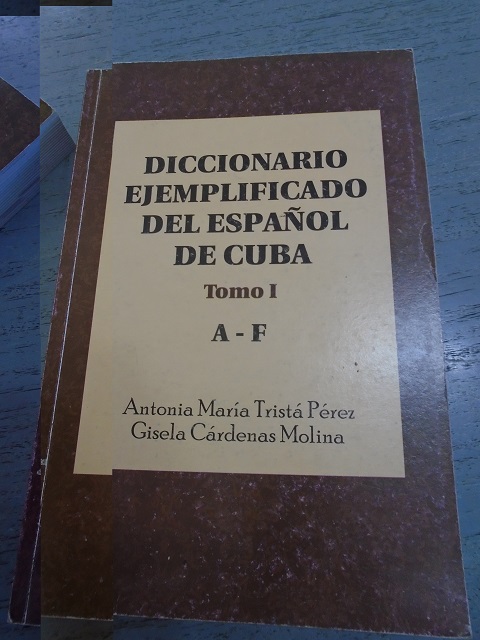 DICCIONARIO
EJEMPLIFICADO
DEL ESPAÑOL
DE CUBA
Tomo I
A - F
Antonia María Tristá Pérez
Gisela Cárdenas Molina